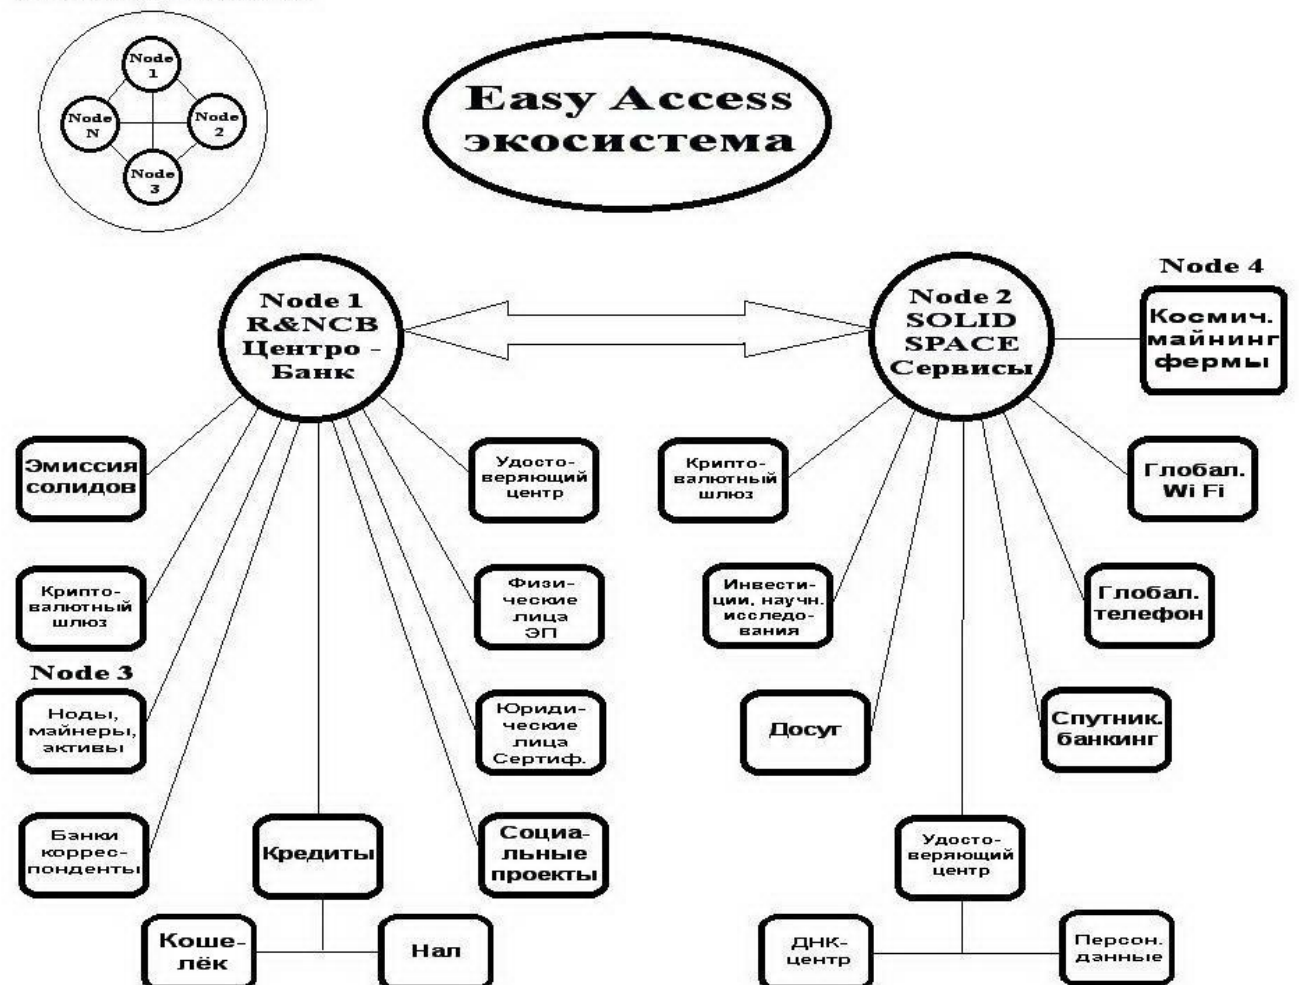 Node
1
Node
N
Node
2
Node
3
Easy Access
экосистема
Node 1
R&NCB
Центро -
Банк
Node 2
SOLID
SPACE
Сервисы
Node 4
Космич.
майнинг
фермы
Эмиссия
солидов
Удосто-
веряющий
центр
Крипто-
валютный
шлюз
Глобал.
Wi Fi
Крипто-
валютный
шлюз
Физи-
ческие
лица
ЭП
Инвести-
ции, научн.
исследо-
вания
Глобал.
телефон
Node 3
Ноды,
майнеры,
активы
Юриди-
ческие
лица
Сертиф.
Досуг
Спутник.
банкинг
Банки
коррес-
понденты
Кредиты
Социа-
льные
проекты
Удосто-
веряющий
центр
Коше-
лёк
Нал
ДНК-
центр
Персон.
данные